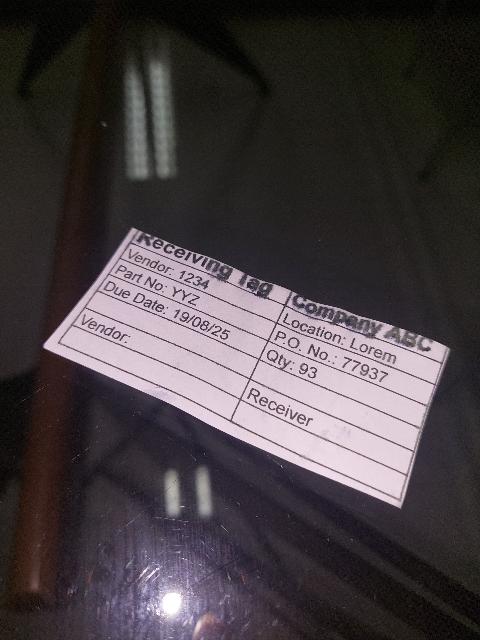 Receiving Tag Company ABC
Vendor: 1234 Location: Lorem
Part No: YYZ P.O. No.: 77937
Due Date: 19/08/25 Qty: 93
Vendor: Receiver